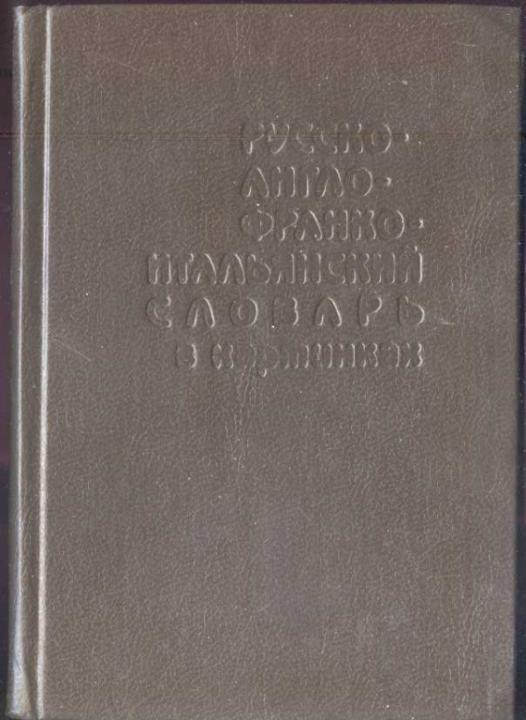 РУССКО-
АНГЛО-
ФРАНКО-
ИТАЛЬЯНСКИЙ
СЛОВАРЬ
в картинках